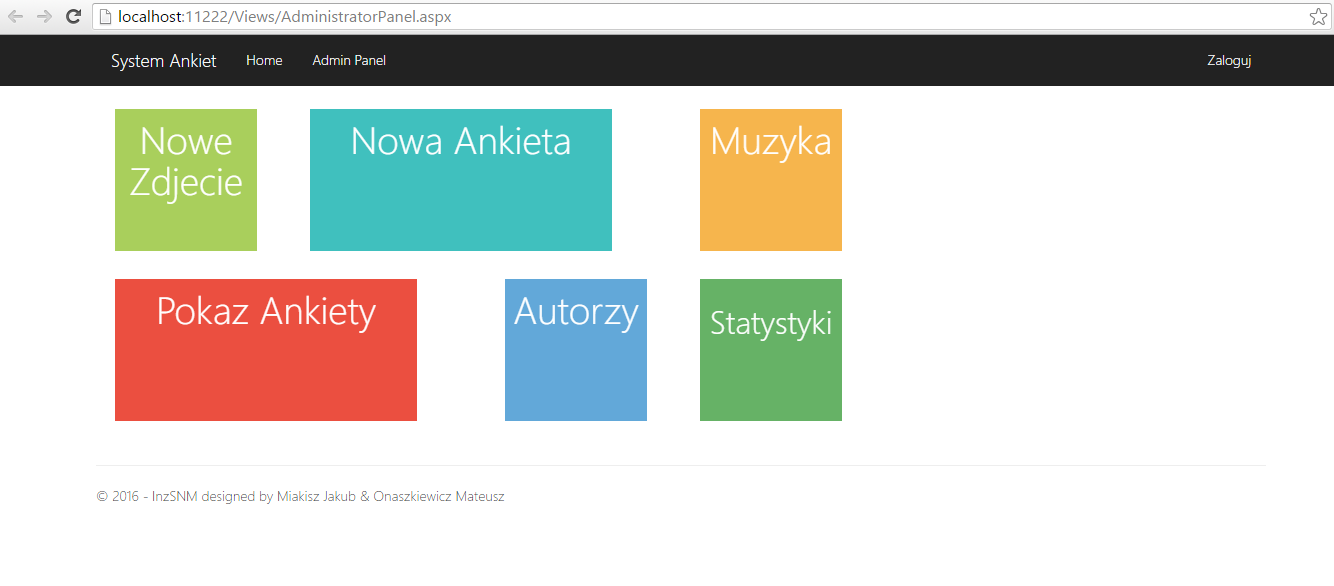 localhost:11222/Views/AdministratorPanel.aspx
System Ankiet Home Admin Panel Zaloguj
Nowe
Zdjecie
Nowa Ankieta
Muzyka
Pokaz Ankiety
Autorzy
Statystyki
© 2016 - InzSNM designed by Miakisz Jakub & Onaszkiewicz Mateusz